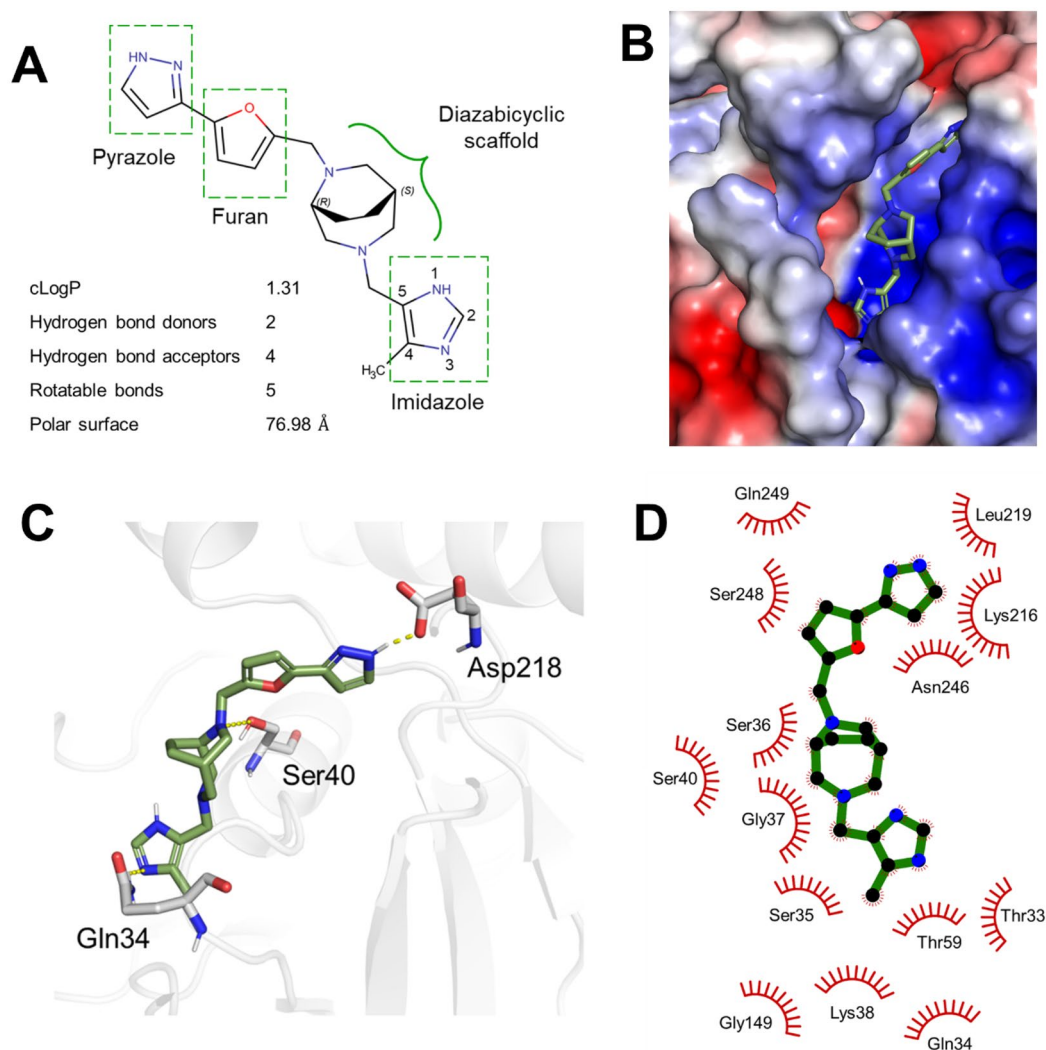 A
HN
N
O
Pyrazole
Furan
Diazabicyclic
scaffold
N
(R)
(S)
N
1
5
NH
2
4
N
3
H₃C
Imidazole
cLogP 1.31
Hydrogen bond donors 2
Hydrogen bond acceptors 4
Rotatable bonds 5
Polar surface 76.98 Å
B
C
Asp218
Ser40
Gln34
D
Gln249
Leu219
Ser248
Lys216
Asn246
Ser36
Ser40
Gly37
Ser35
Thr33
Thr59
Gly149
Lys38
Gln34